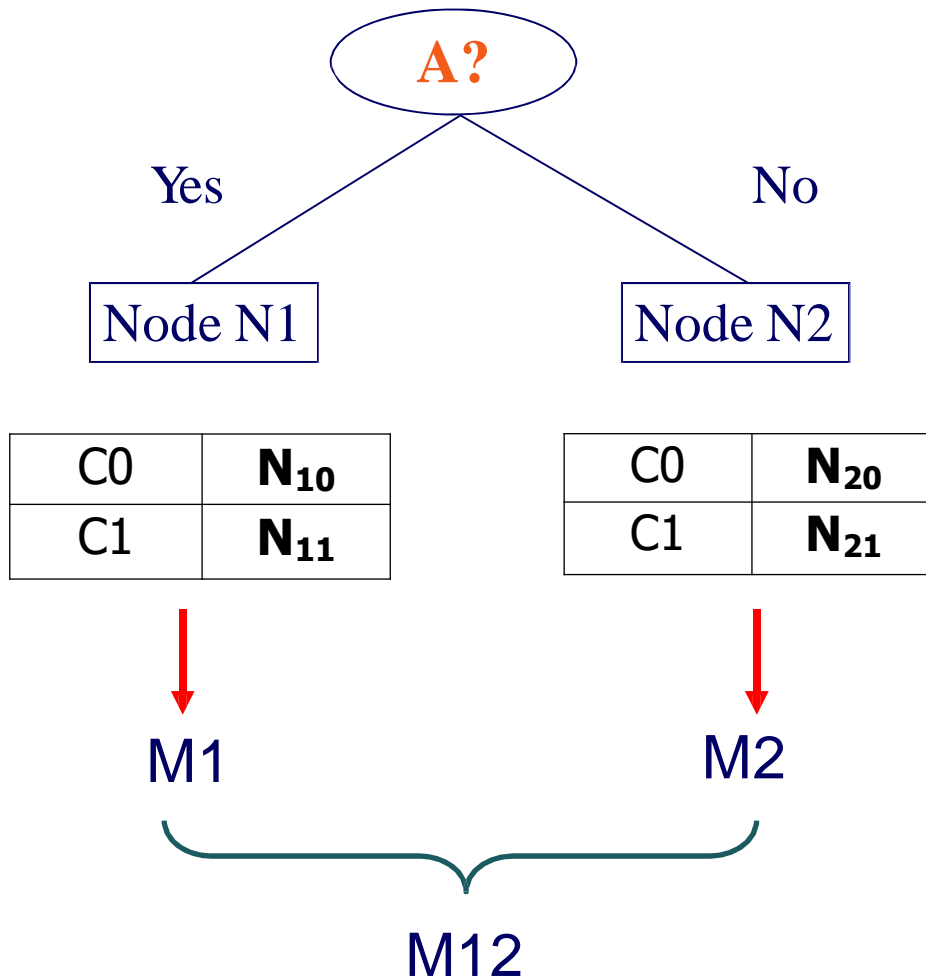 A?
Yes
No
Node N1
Node N2
C0 N₁₀
C1 N₁₁
C0 N₂₀
C1 N₂₁
M1
M2
M12